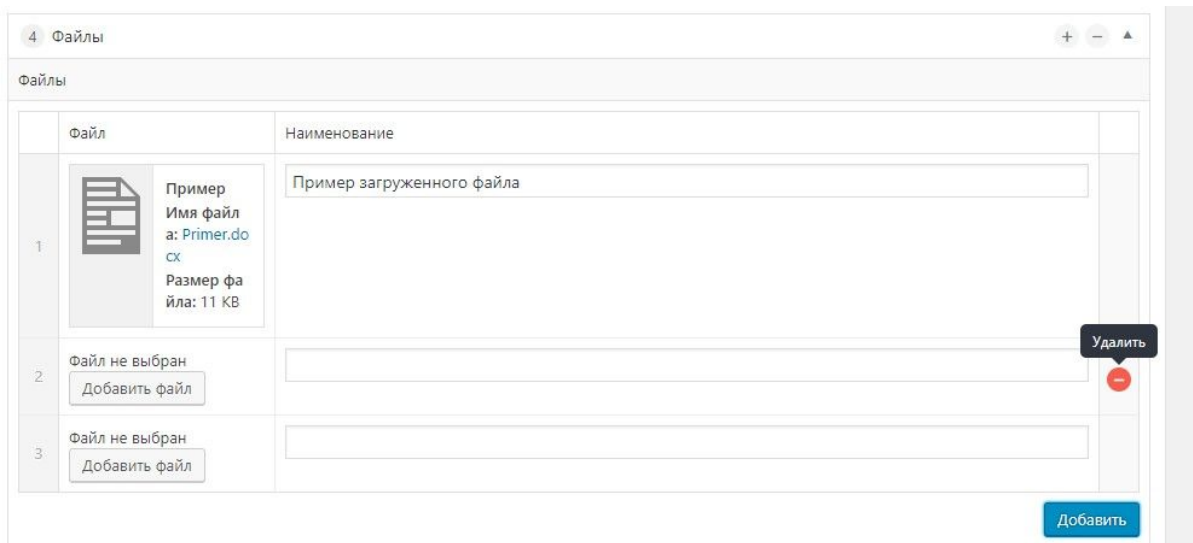 4 Файлы + −
Файлы
Файл Наименование
1
Пример
Имя файл
а: Primer.do
cx
Размер фа
йла: 11 KB
Пример загруженного файла
Удалить
2
Файл не выбран
Добавить файл
3
Файл не выбран
Добавить файл
Добавить